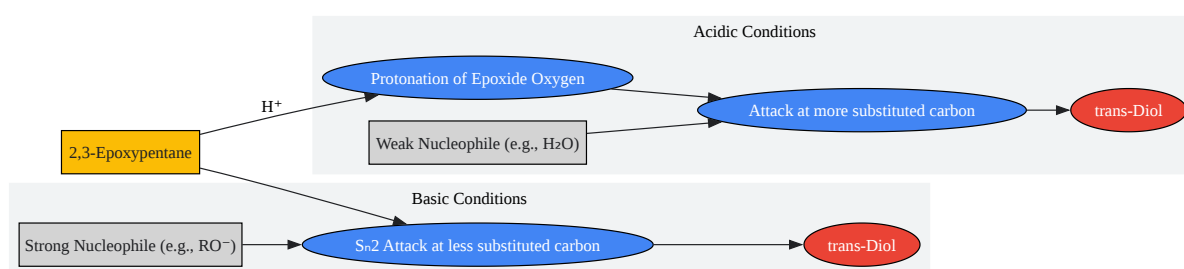 Acidic Conditions
Protonation of Epoxide Oxygen
H⁺
Attack at more substituted carbon
trans-Diol
Weak Nucleophile (e.g., H₂O)
2,3-Epoxypentane
Basic Conditions
Strong Nucleophile (e.g., RO⁻)
Sₙ2 Attack at less substituted carbon
trans-Diol